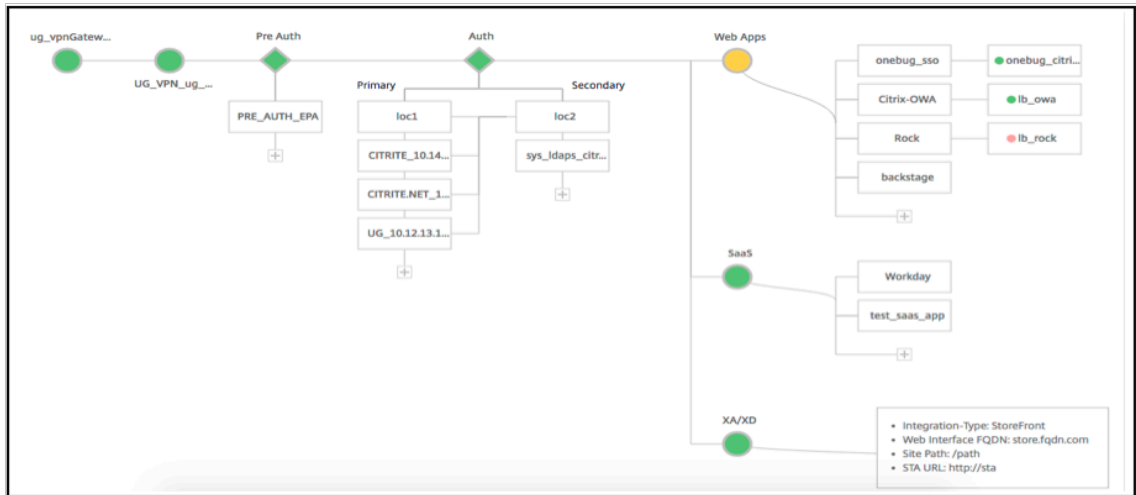 ug_vpnGatew...
UG_VPN_ug_...
Pre Auth
PRE_AUTH_EPA
Auth
Primary
Secondary
loc1
loc2
CITRITE_10.14...
sys_ldaps_citr...
CITRITE.NET_1...
UG_10.12.13.1...
Web Apps
onebug_sso
onebug_citri...
Citrix-OWA
lb_owa
Rock
lb_rock
backstage
SaaS
Workday
test_saas_app
XA/XD
• Integration-Type: StoreFront
• Web Interface FQDN: store.fqdn.com
• Site Path: /path
• STA URL: http://sta